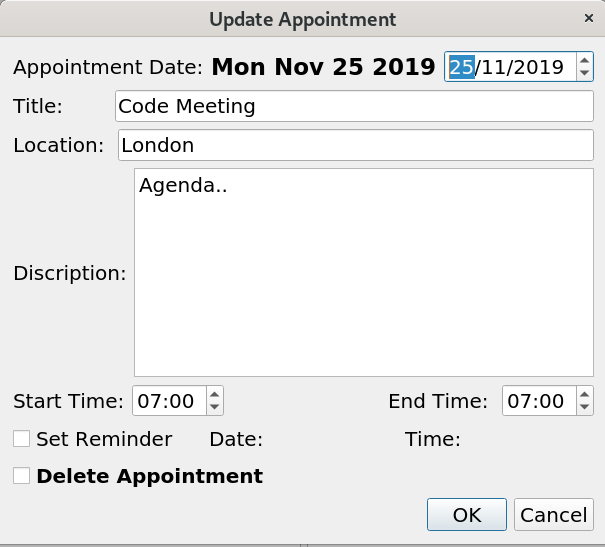 Update Appointment ×
Appointment Date: Mon Nov 25 2019 25/11/2019
Title: Code Meeting
Location: London
Agenda..
Discription:
Start Time: 07:00 End Time: 07:00
Set Reminder Date: Time:
Delete Appointment
OK Cancel